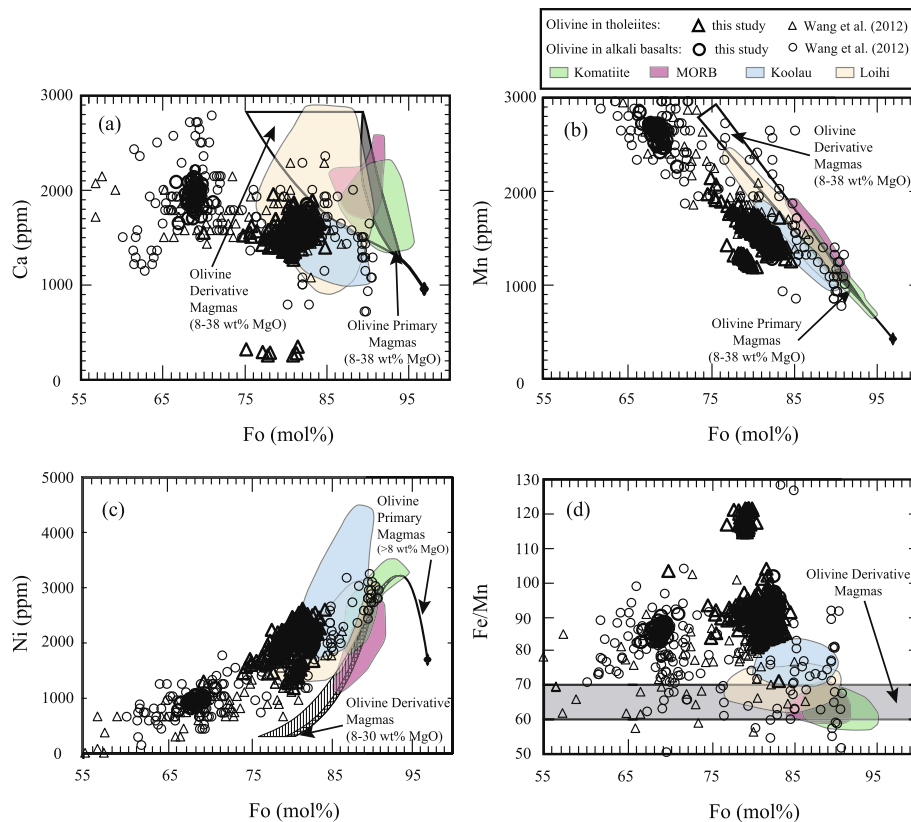 Olivine in tholeiites: this study Wang et al. (2012)
Olivine in alkali basalts: this study Wang et al. (2012)
Komatiite MORB Koolau Loihi
(a)
3000
2000
1000
0
Ca (ppm)
55 65 75 85 95
Fo (mol%)
Olivine
Derivative
Magmas
(8-38 wt% MgO)
Olivine Primary
Magmas
(8-38 wt% MgO)
(b)
3000
2000
1000
0
Mn (ppm)
55 65 75 85 95
Fo (mol%)
Olivine
Derivative
Magmas
(8-38 wt% MgO)
Olivine Primary
Magmas
(8-38 wt% MgO)
(c)
5000
4000
3000
2000
1000
0
Ni (ppm)
55 65 75 85 95
Fo (mol%)
Olivine
Primary
Magmas
(>8 wt% MgO)
Olivine Derivative
Magmas
(8-30 wt% MgO)
(d)
130
120
110
100
90
80
70
60
50
Fe/Mn
55 65 75 85 95
Fo (mol%)
Olivine Derivative
Magmas